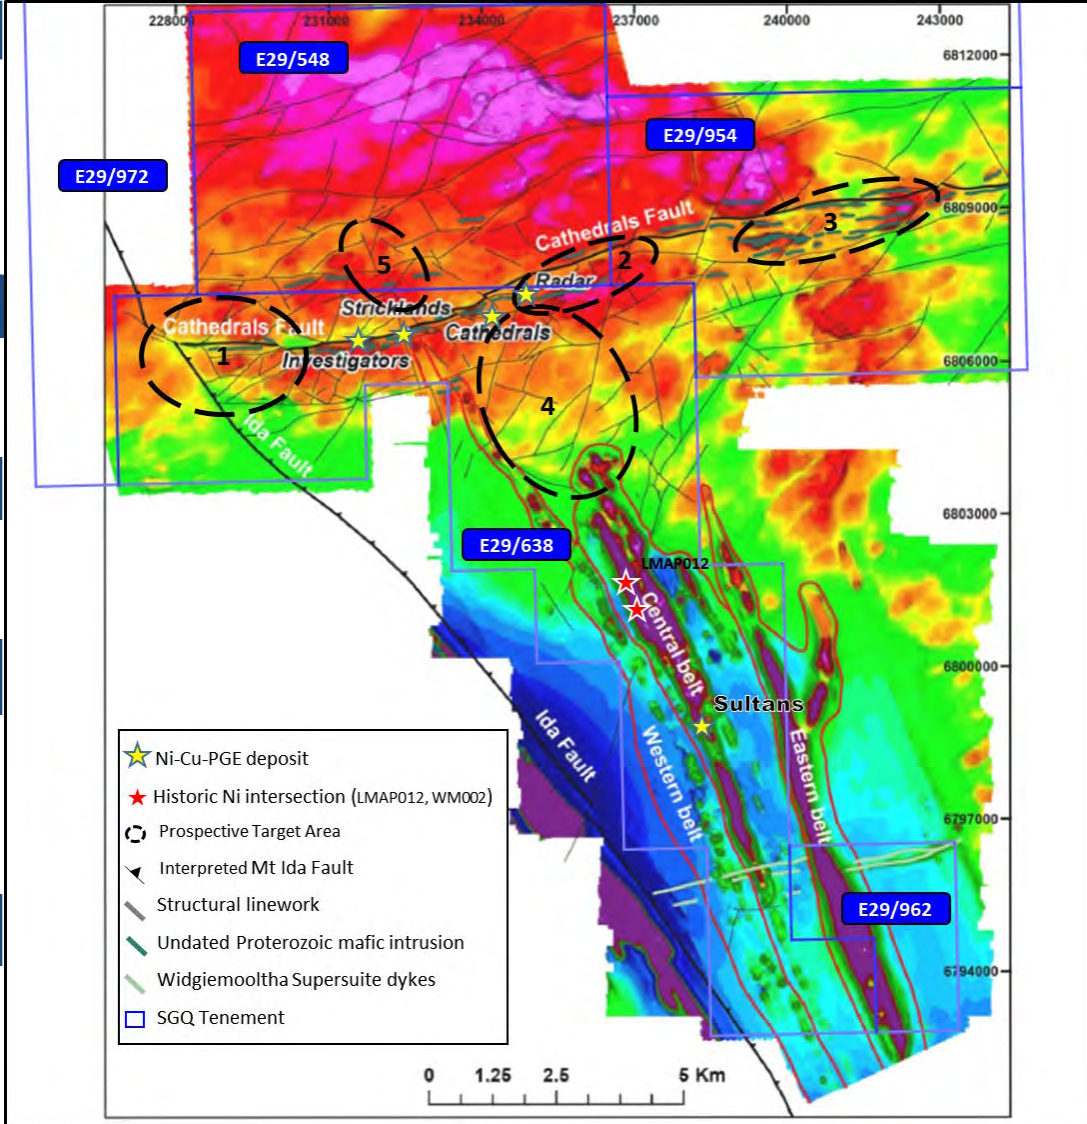 228000 231000 234000 237000 240000 243000
6812000
E29/548
E29/954
E29/972
6809000
Cathedrals Fault
3
2
5
Radar
Stricklands
Cathedrals Fault
Cathedrals
1
Investigators
6806000
4
Ida Fault
6803000
E29/638
LMAP012
Central belt
6800000
Sultans
Ida Fault
Western belt
Eastern belt
6797000
E29/962
6794000
Ni-Cu-PGE deposit
Historic Ni intersection (LMAP012, WM002)
Prospective Target Area
Interpreted Mt Ida Fault
Structural linework
Undated Proterozoic mafic intrusion
Widgiemooltha Supersuite dykes
SGQ Tenement
0 1.25 2.5 5 Km